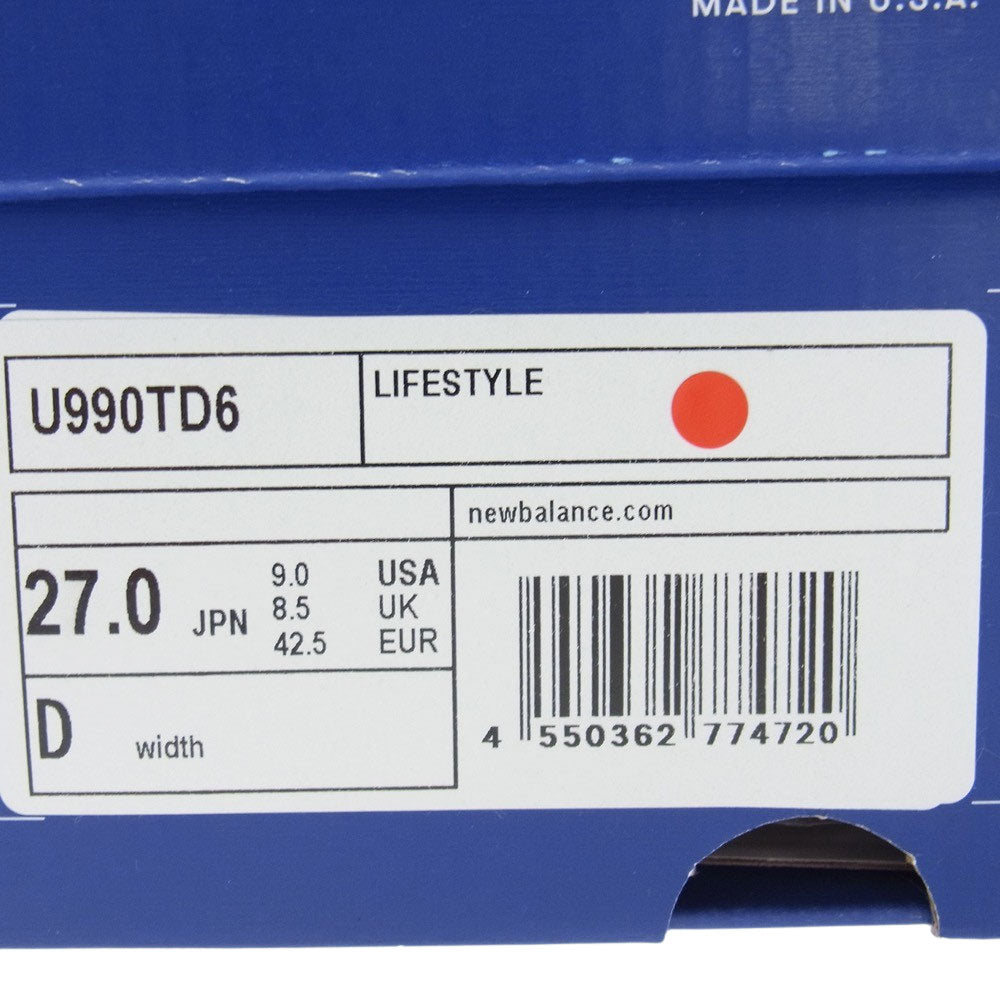 MADE IN U.S.A.
U990TD6
LIFESTYLE
newbalance.com
27.0 JPN
9.0 USA
8.5 UK
42.5 EUR
D width
4 550362 774720